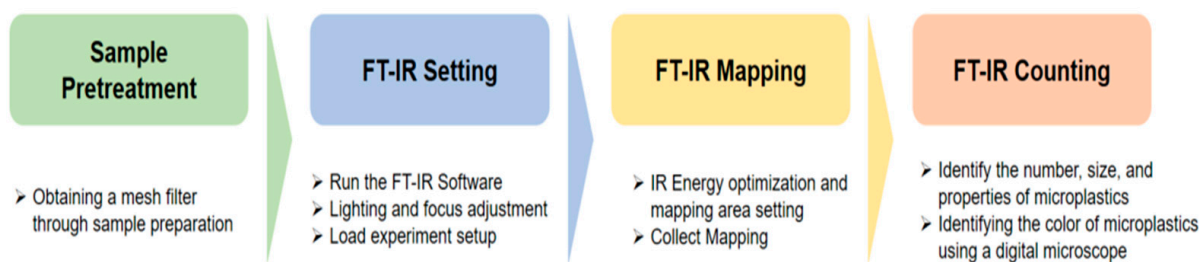 Sample
Pretreatment
➢ Obtaining a mesh filter
through sample preparation
FT-IR Setting
➢ Run the FT-IR Software
➢ Lighting and focus adjustment
➢ Load experiment setup
FT-IR Mapping
➢ IR Energy optimization and
mapping area setting
➢ Collect Mapping
FT-IR Counting
➢ Identify the number, size, and
properties of microplastics
➢ Identifying the color of microplastics
using a digital microscope